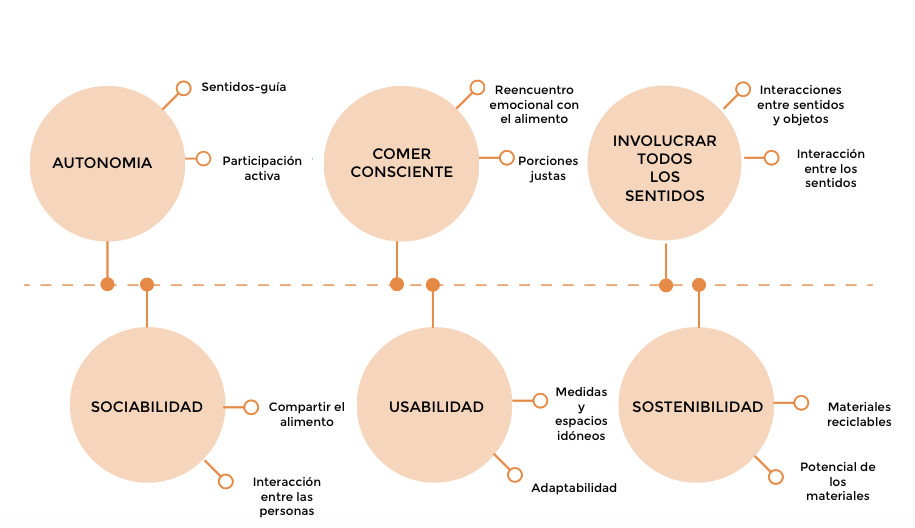 AUTONOMIA
Sentidos-guía
Participación
activa
COMER
CONSCIENTE
Reencuentro
emocional con
el alimento
Porciones
justas
INVOLUCRAR
TODOS
LOS
SENTIDOS
Interacciones
entre sentidos
y objetos
Interacción
entre los
sentidos
SOCIABILIDAD
Compartir el
alimento
Interacción
entre las
personas
USABILIDAD
Medidas
y
espacios
idóneos
Adaptabilidad
SOSTENIBILIDAD
Materiales
reciclables
Potencial de
los
materiales